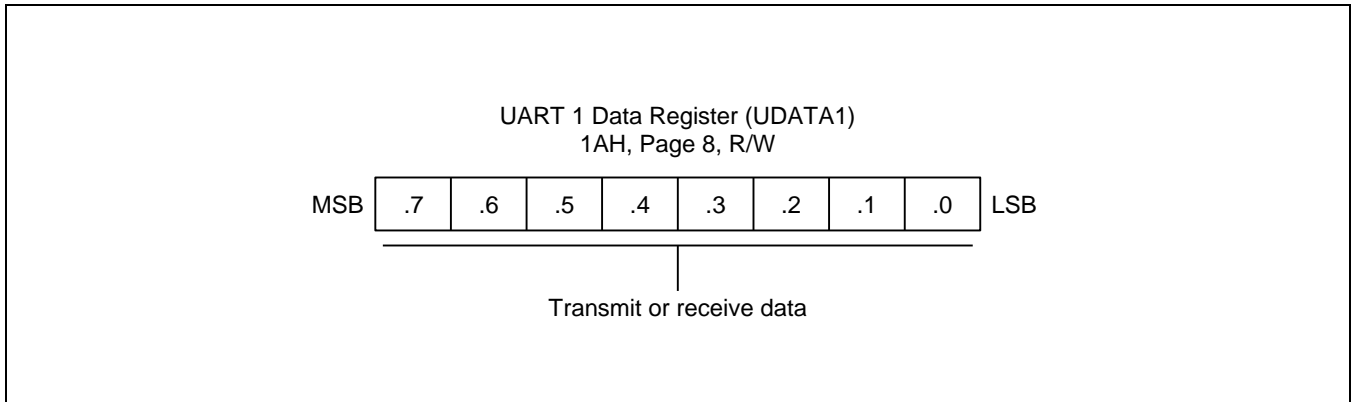 UART 1 Data Register (UDATA1)
1AH, Page 8, R/W
MSB .7 .6 .5 .4 .3 .2 .1 .0 LSB
Transmit or receive data